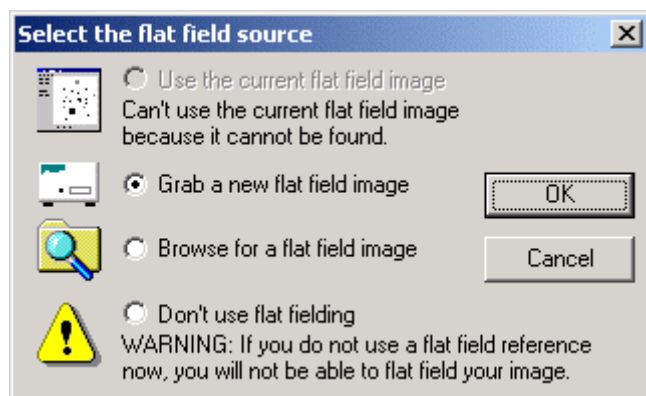 Select the flat field source
Use the current flat field image
Can't use the current flat field image
because it cannot be found.
Grab a new flat field image
OK
Browse for a flat field image
Cancel
Don't use flat fielding
WARNING: If you do not use a flat field reference
now, you will not be able to flat field your image.